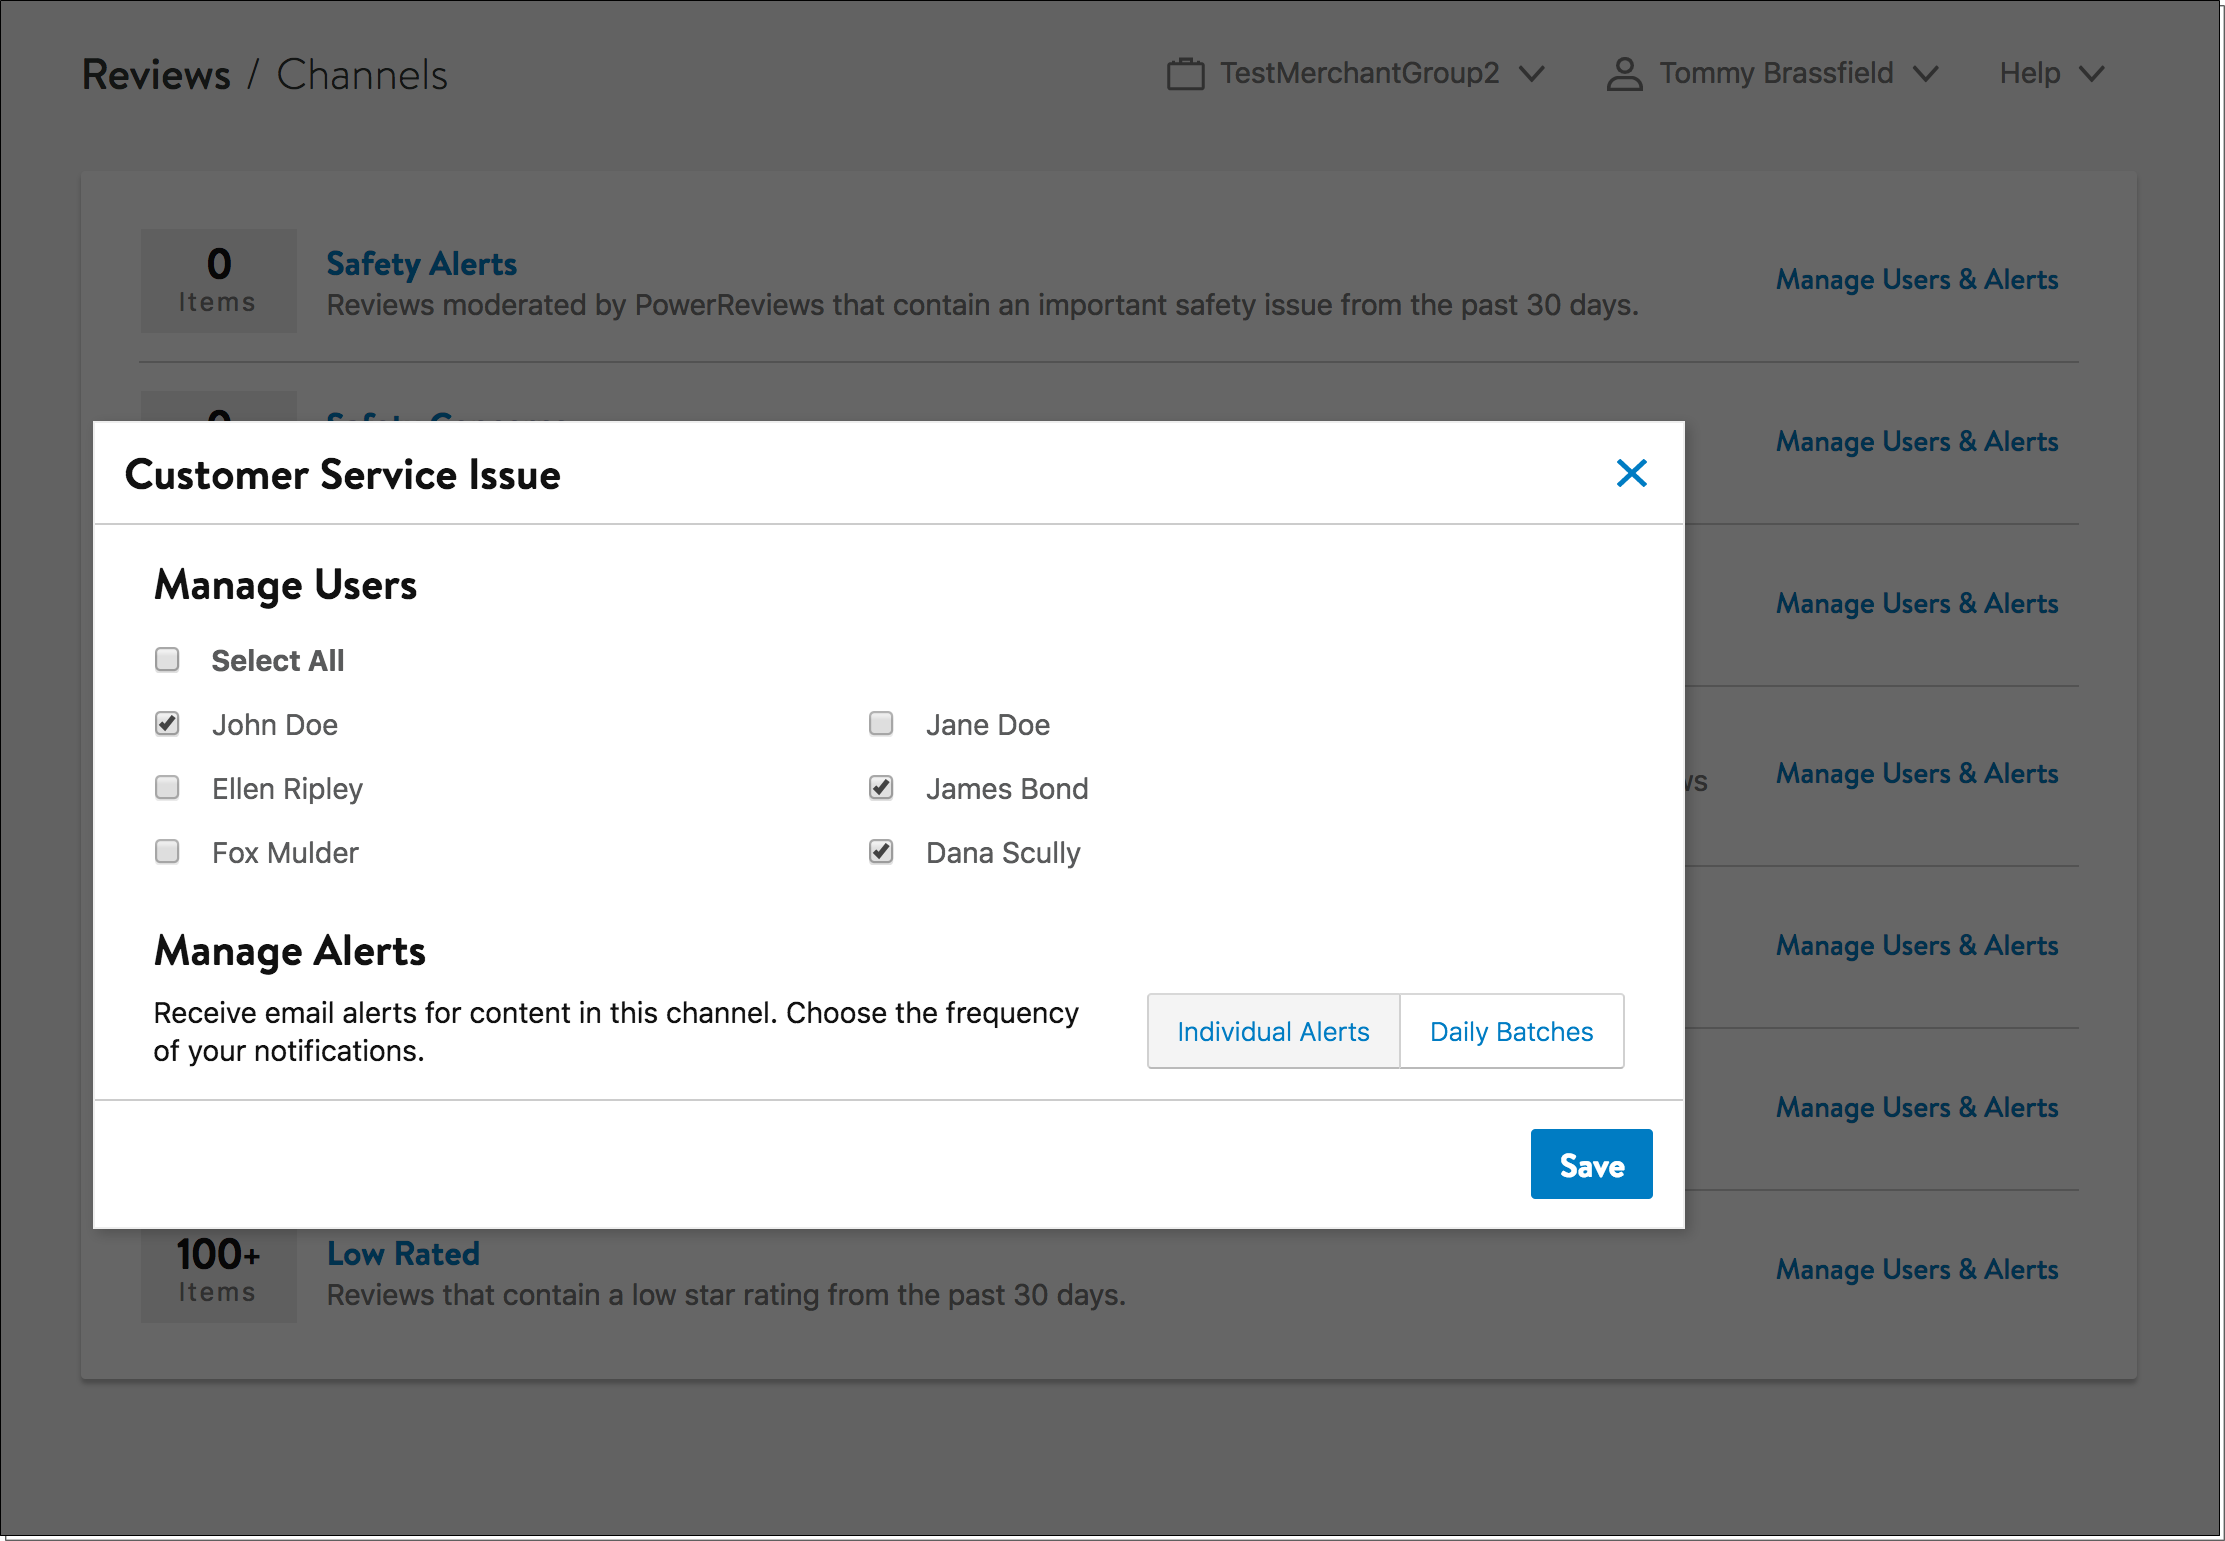 Reviews / Channels
TestMerchantGroup2
Tommy Brassfield
Help
0
Items
Safety Alerts
Reviews moderated by PowerReviews that contain an important safety issue from the past 30 days.
Manage Users & Alerts
Manage Users & Alerts
Customer Service Issue
Manage Users
Manage Users & Alerts
Select All
John Doe
Jane Doe
Ellen Ripley
James Bond
Manage Users & Alerts
Fox Mulder
Dana Scully
Manage Alerts
Manage Users & Alerts
Receive email alerts for content in this channel. Choose the frequency
of your notifications.
Individual Alerts
Daily Batches
Manage Users & Alerts
Save
100+
Items
Low Rated
Reviews that contain a low star rating from the past 30 days.
Manage Users & Alerts